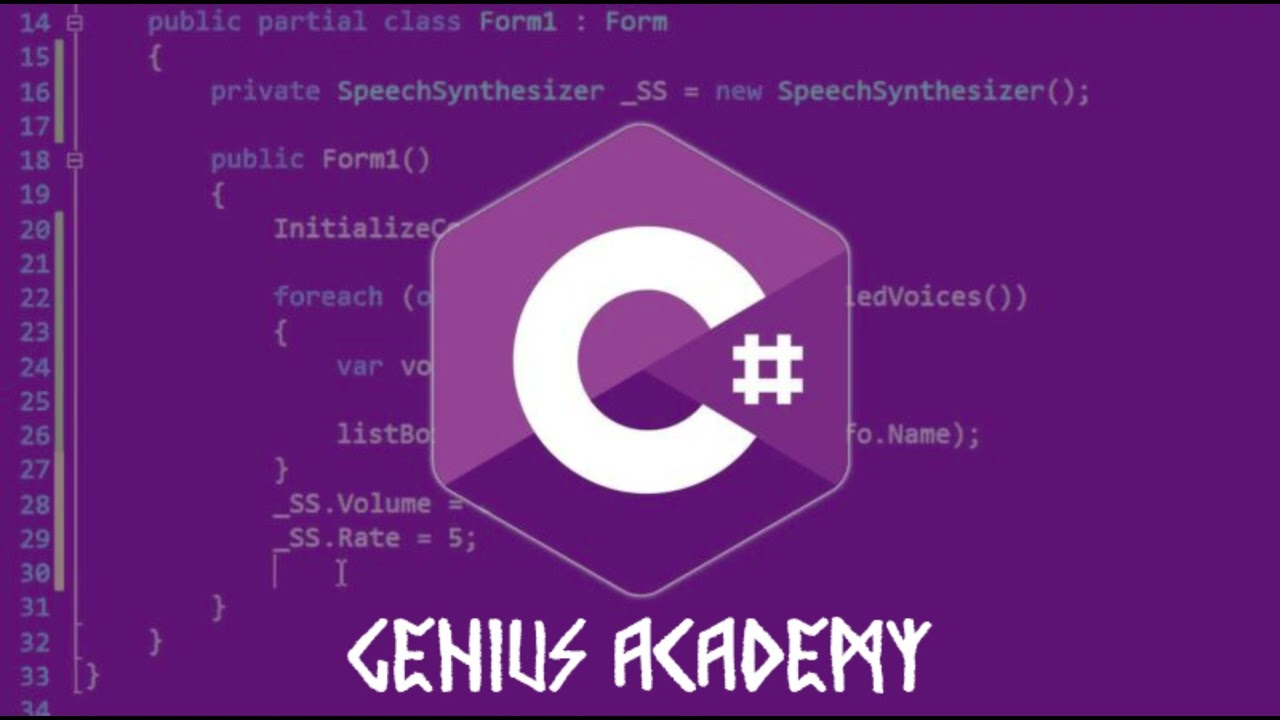 14 public partial class Form1 : Form
15 {
16 private SpeechSynthesizer _SS = new SpeechSynthesizer();
17
18 public Form1()
19 {
20 InitializeC
21
22 foreach (o ledVoices())
23 {
24 var vo
25
26 listBo fo.Name);
27 }
28 _SS.Volume =
29 _SS.Rate = 5;
30
31 }
32 }
33 }
34
C#
GENIUS ACADEMY